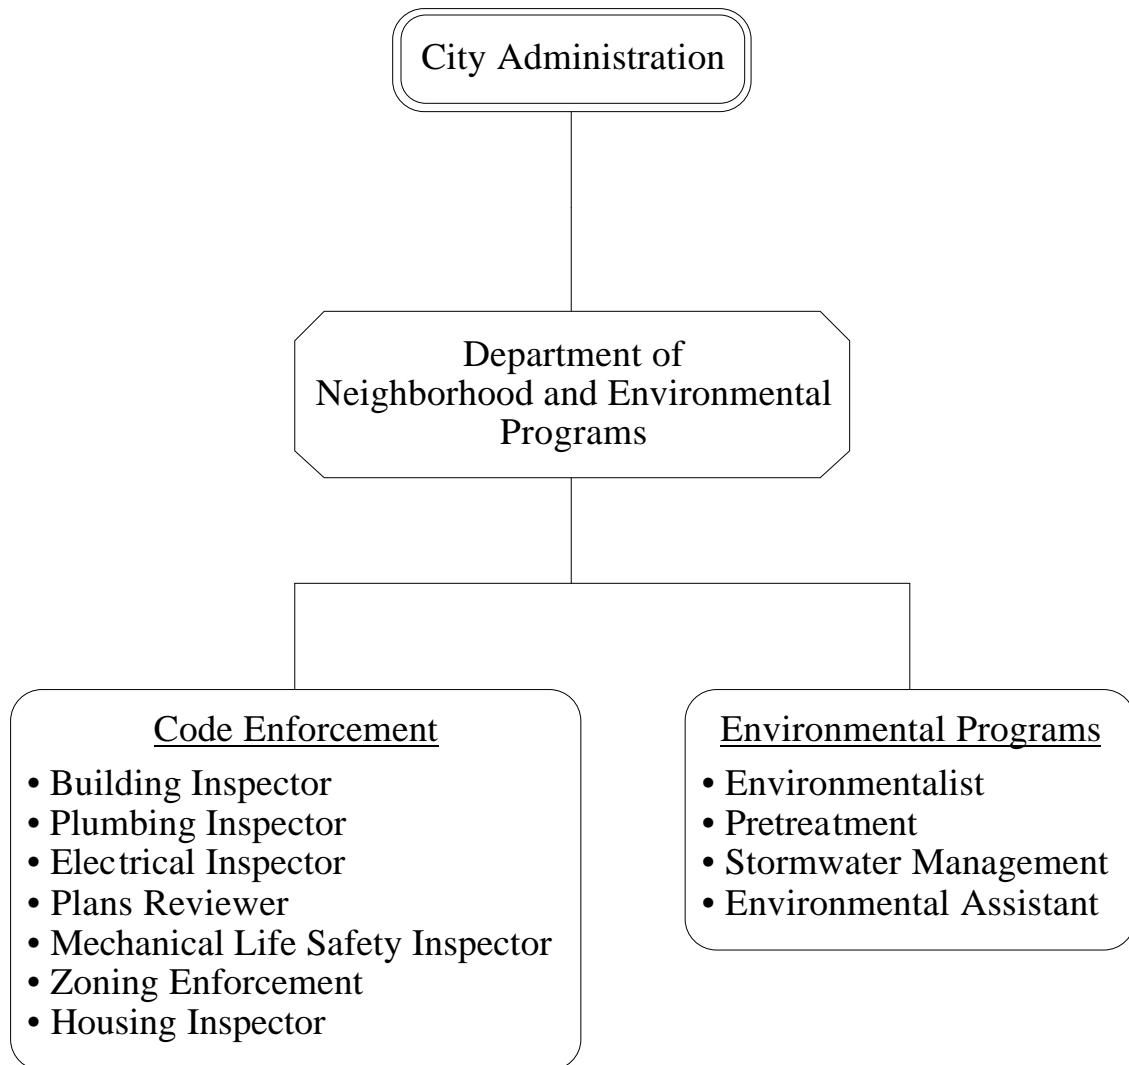 City Administration
Department of
Neighborhood and Environmental
Programs
Code Enforcement
• Building Inspector
• Plumbing Inspector
• Electrical Inspector
• Plans Reviewer
• Mechanical Life Safety Inspector
• Zoning Enforcement
• Housing Inspector
Environmental Programs
• Environmentalist
• Pretreatment
• Stormwater Management
• Environmental Assistant